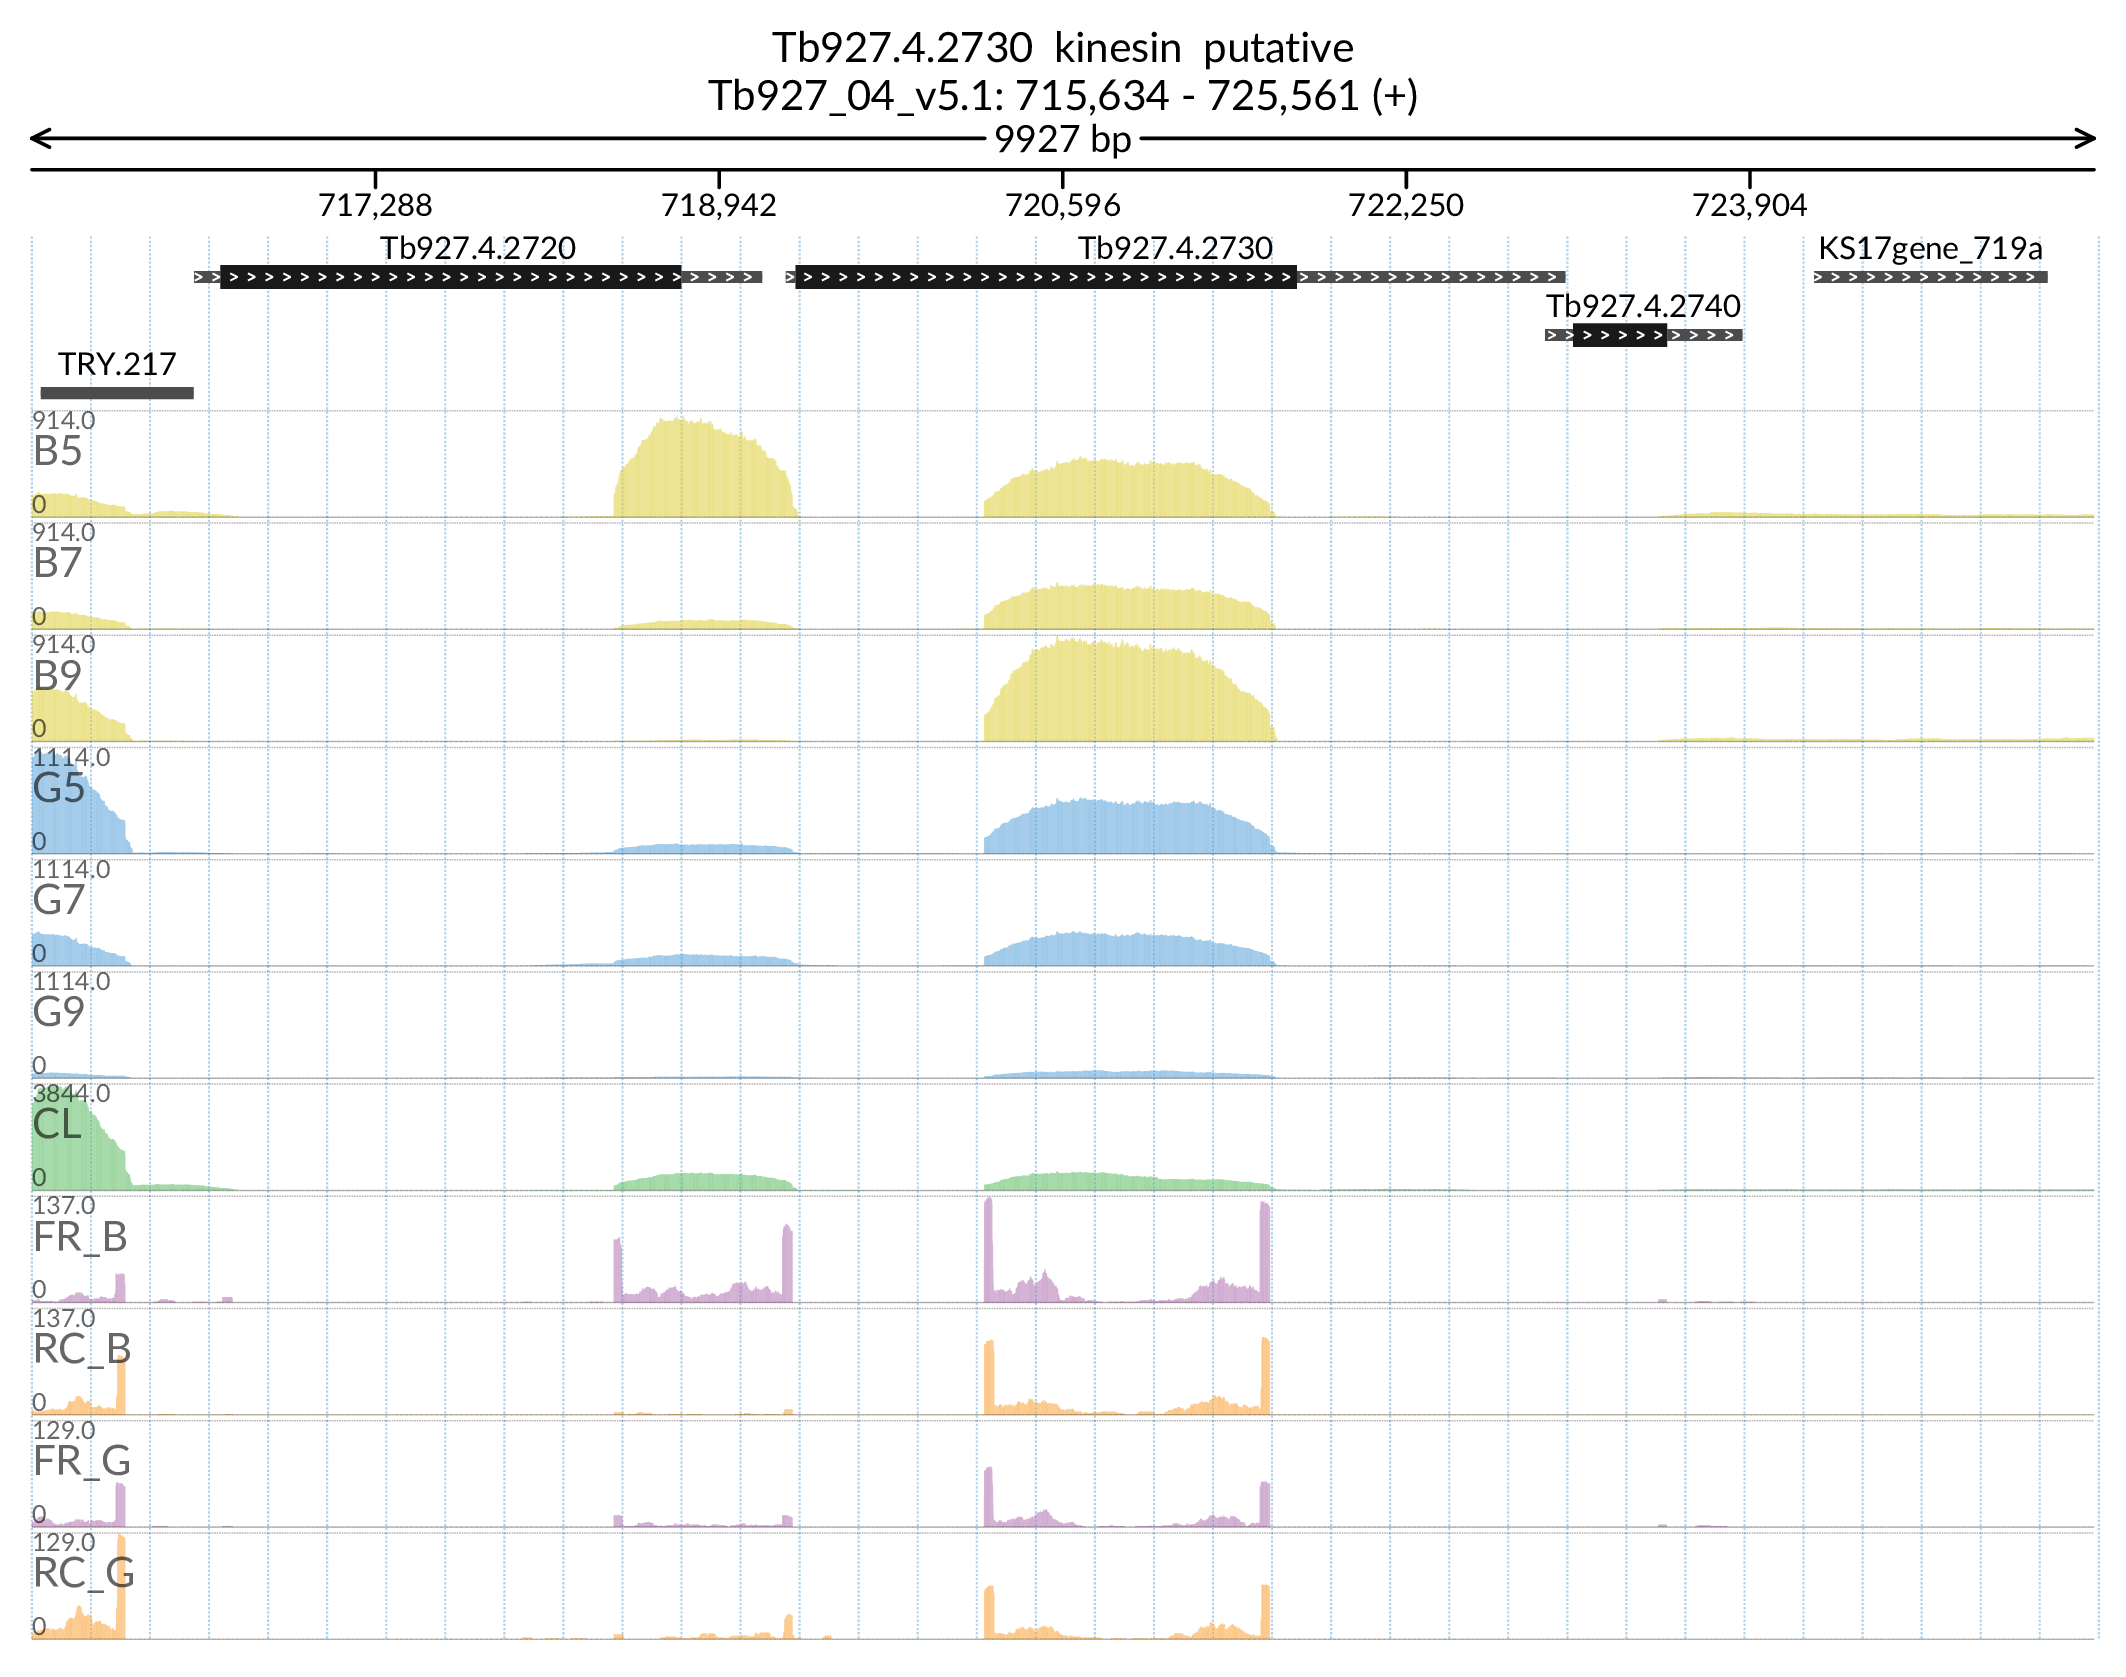 Tb927.4.2730 kinesin putative
Tb927_04_v5.1: 715,634 - 725,561 (+)
9927 bp
717,288 718,942 720,596 722,250 723,904
Tb927.4.2720 Tb927.4.2730 KS17gene_719a
Tb927.4.2740
TRY.217
914.0
B5
0
914.0
B7
0
914.0
B9
0
1114.0
G5
0
1114.0
G7
0
1114.0
G9
0
3844.0
CL
0
137.0
FR_B
0
137.0
RC_B
0
129.0
FR_G
0
129.0
RC_G
0